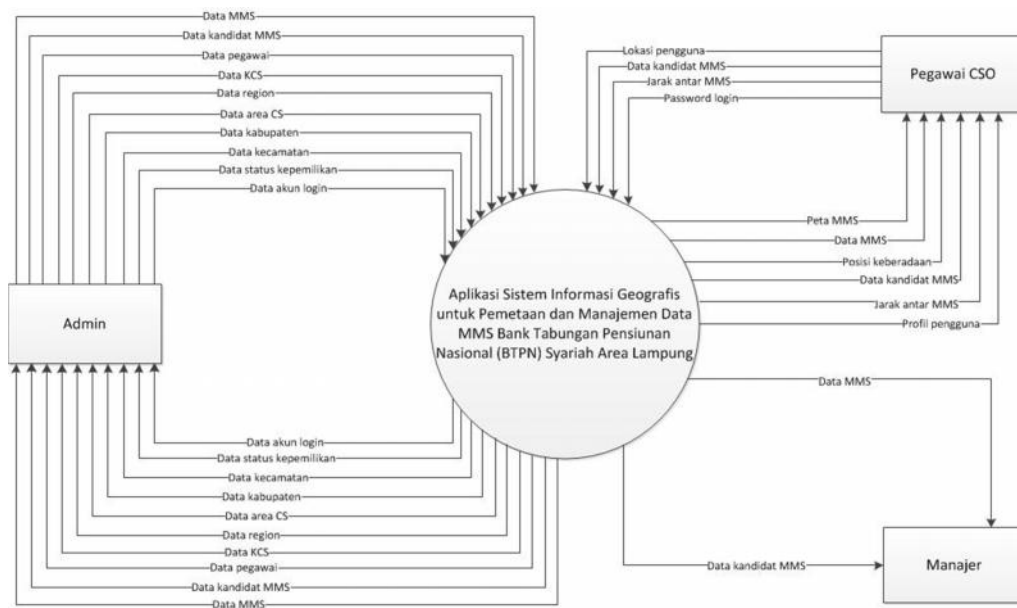 Data MMS
Data kandidat MMS
Data pegawai
Data KCS
Data region
Data area CS
Data kabupaten
Data kecamatan
Data status kepemilikan
Data akun login
Lokasi pengguna
Data kandidat MMS
Jarak antar MMS
Password login
Pegawai CSO
Peta MMS
Data MMS
Posisi keberadaan
Data kandidat MMS
Jarak antar MMS
Profil pengguna
Admin
Aplikasi Sistem Informasi Geografis
untuk Pemetaan dan Manajemen Data
MMS Bank Tabungan Pensiunan
Nasional (BTPN) Syariah Area Lampung
Data MMS
Data akun login
Data status kepemilikan
Data kecamatan
Data kabupaten
Data area CS
Data region
Data KCS
Data pegawai
Data kandidat MMS
Data MMS
Data kandidat MMS
Manajer